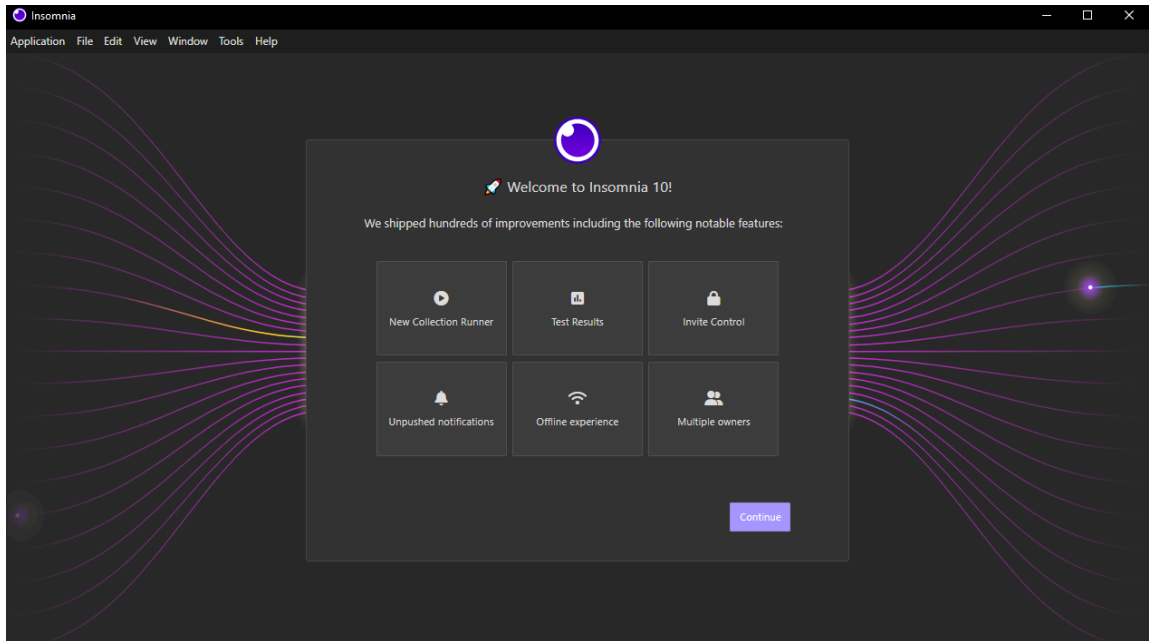 Insomnia
Application File Edit View Window Tools Help
🚀 Welcome to Insomnia 10!
We shipped hundreds of improvements including the following notable features:
New Collection Runner
Test Results
Invite Control
Unpushed notifications
Offline experience
Multiple owners
Continue